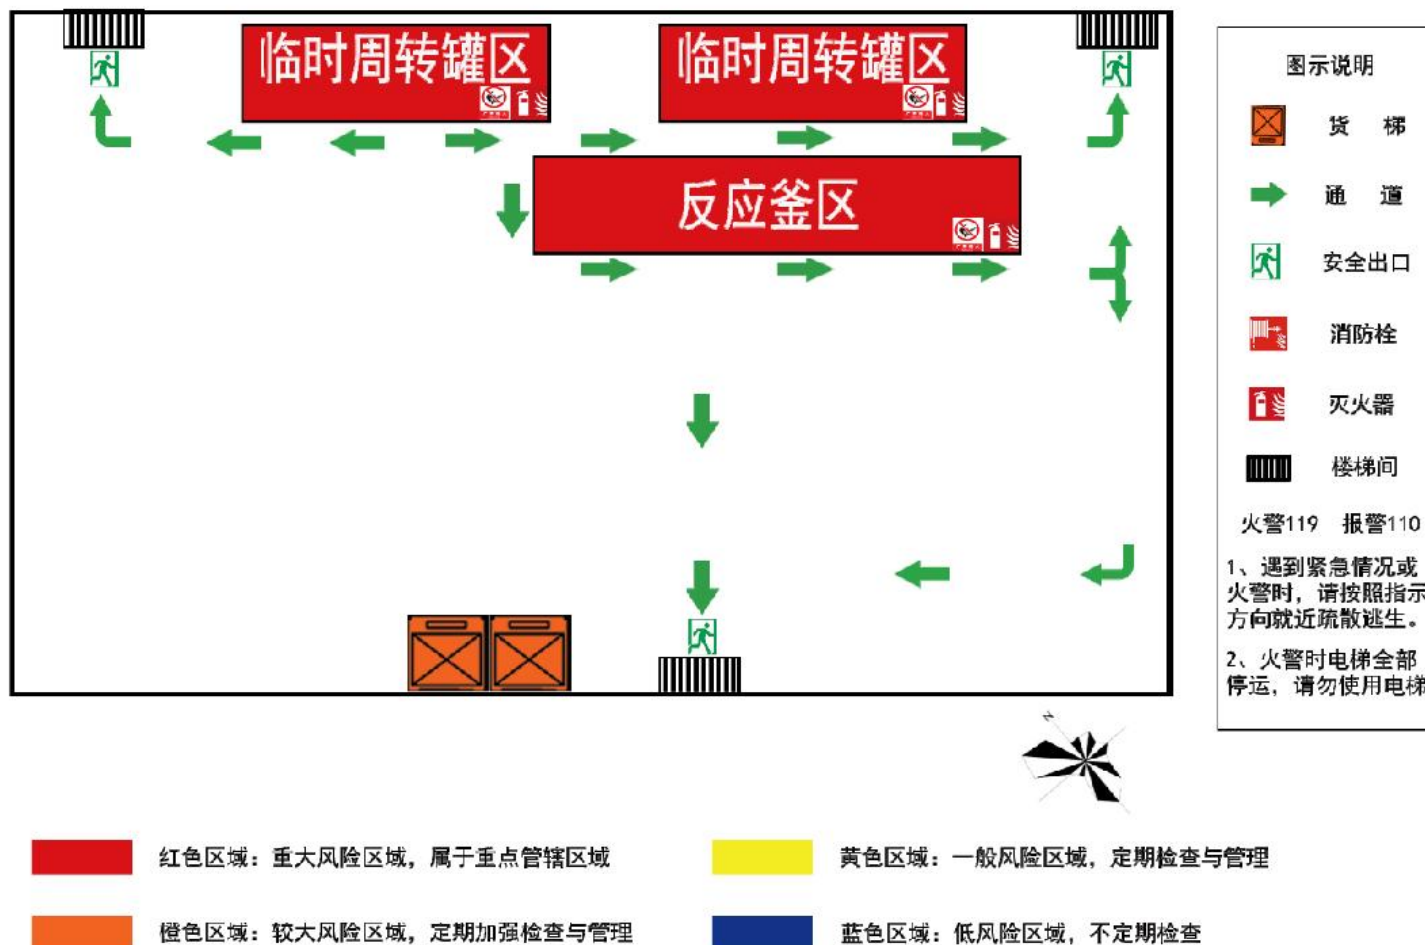 临时周转罐区
临时周转罐区
反应釜区
图示说明
货 梯
通 道
安全出口
消防栓
灭火器
楼梯间
火警119 报警110
1、遇到紧急情况或
火警时，请按照指示
方向就近疏散逃生。
2、火警时电梯全部
停运，请勿使用电梯
N
红色区域：重大风险区域，属于重点管辖区域
黄色区域：一般风险区域，定期检查与管理
橙色区域：较大风险区域，定期加强检查与管理
蓝色区域：低风险区域，不定期检查